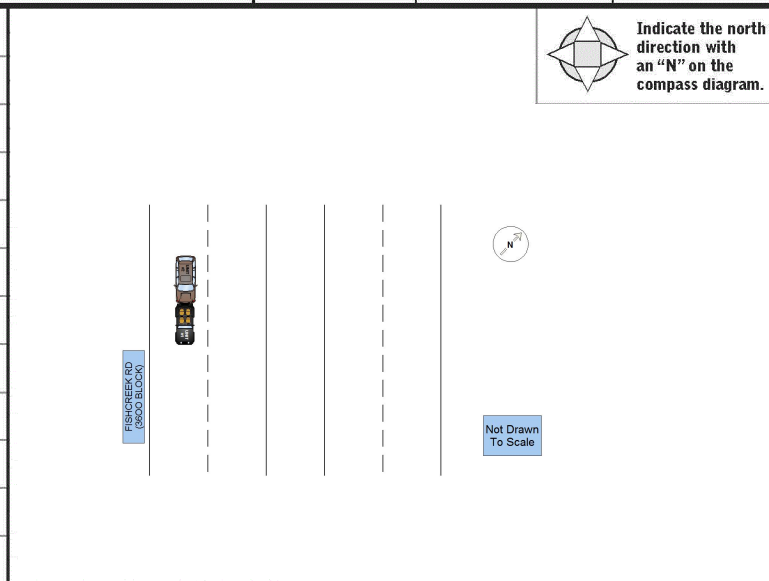 Indicate the north
direction with
an “N” on the
compass diagram.
N
FISHCREEK RD
(3600 BLOCK)
Not Drawn
To Scale